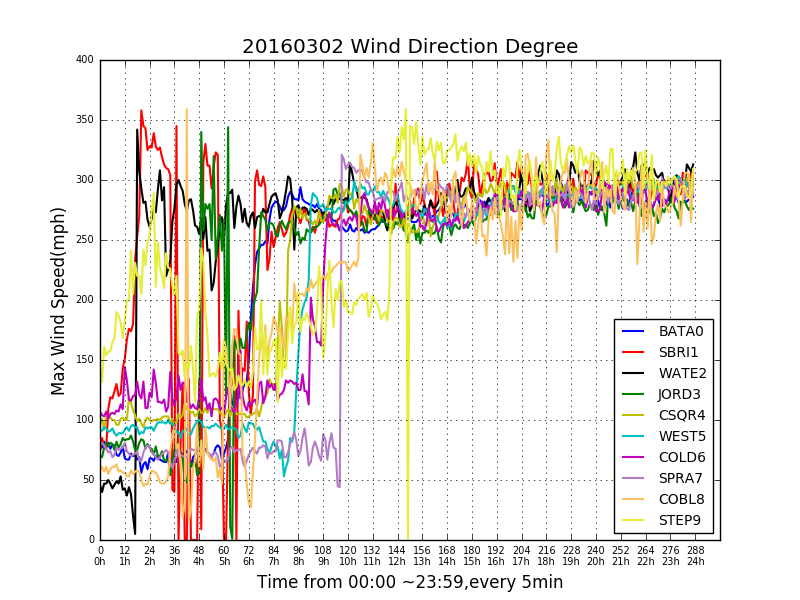 20160302 Wind Direction Degree
Max Wind Speed(mph)
400
350
300
250
200
150
100
50
0
BATA0
SBRI1
WATE2
JORD3
CSQR4
WEST5
COLD6
SPRA7
COBL8
STEP9
0 12 24 36 48 60 72 84 96 108 120 132 144 156 168 180 192 204 216 228 240 252 264 276 288
0h 1h 2h 3h 4h 5h 6h 7h 8h 9h 10h 11h 12h 13h 14h 15h 16h 17h 18h 19h 20h 21h 22h 23h 24h
Time from 00:00 ~23:59,every 5min